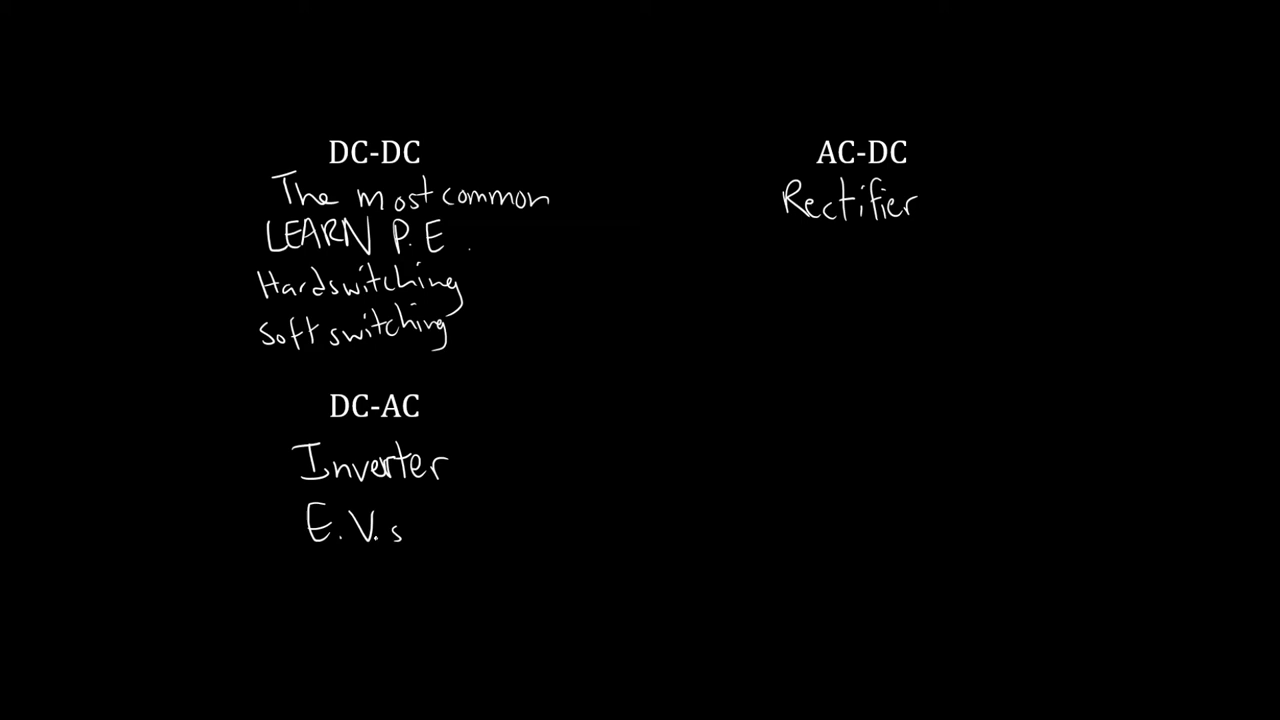 DC-DC
The most common
LEARN P.E.
Hardswitching
Soft switching
AC-DC
Rectifier
DC-AC
Inverter
E.V.s